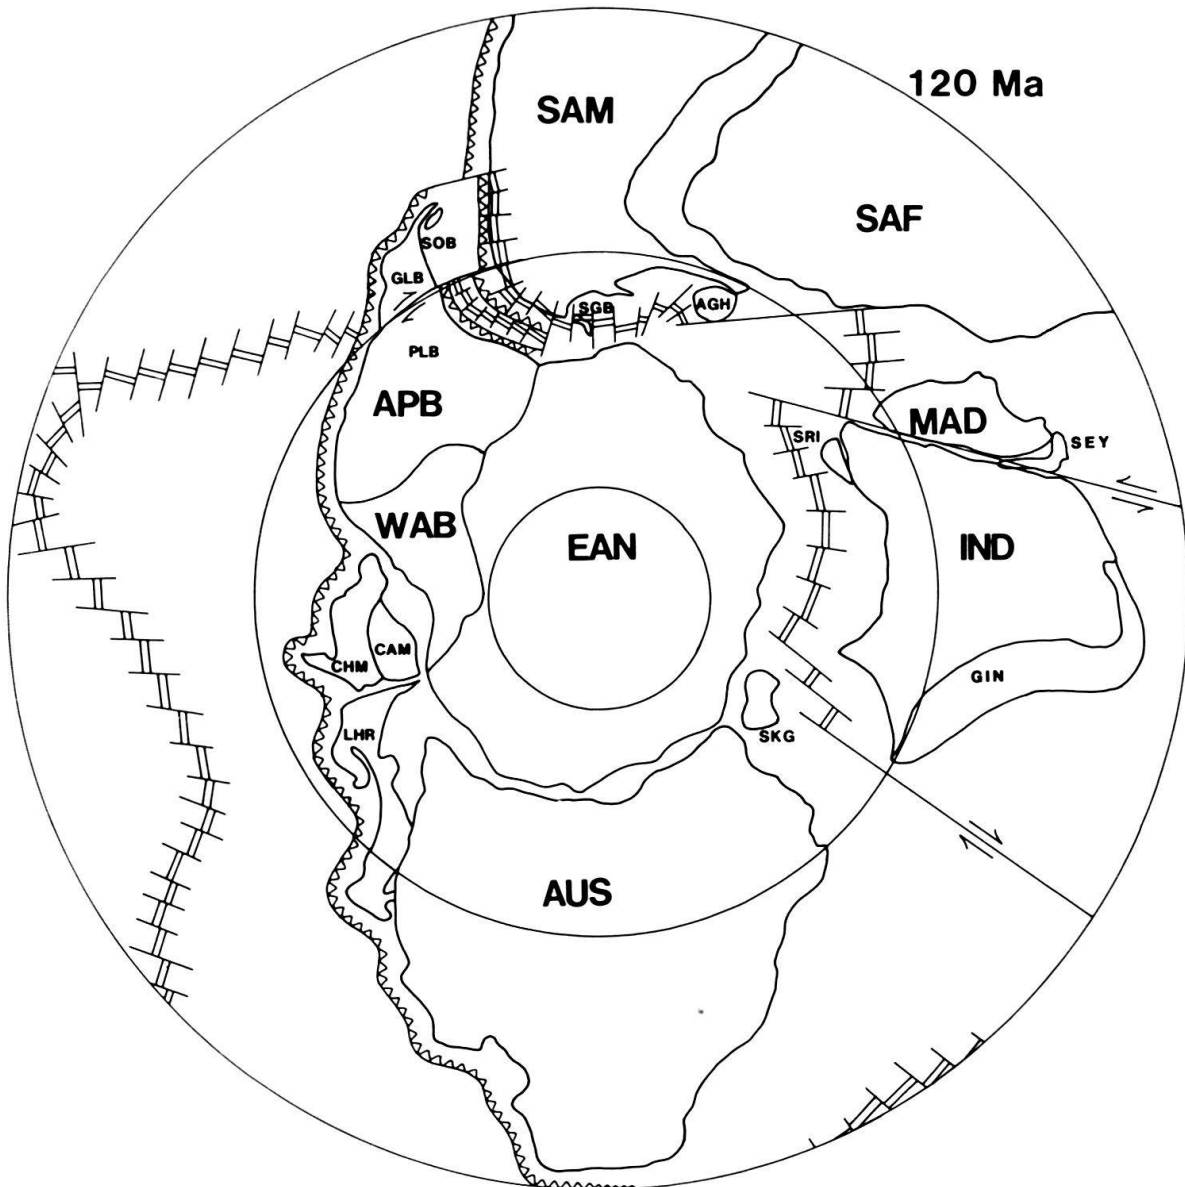 120 Ma
SAM
SAF
SOB
GLB
SGB
AGH
PLB
APB
MAD
SRI
SEY
WAB
EAN
IND
CHM
CAM
GIN
LHR
SKG
AUS